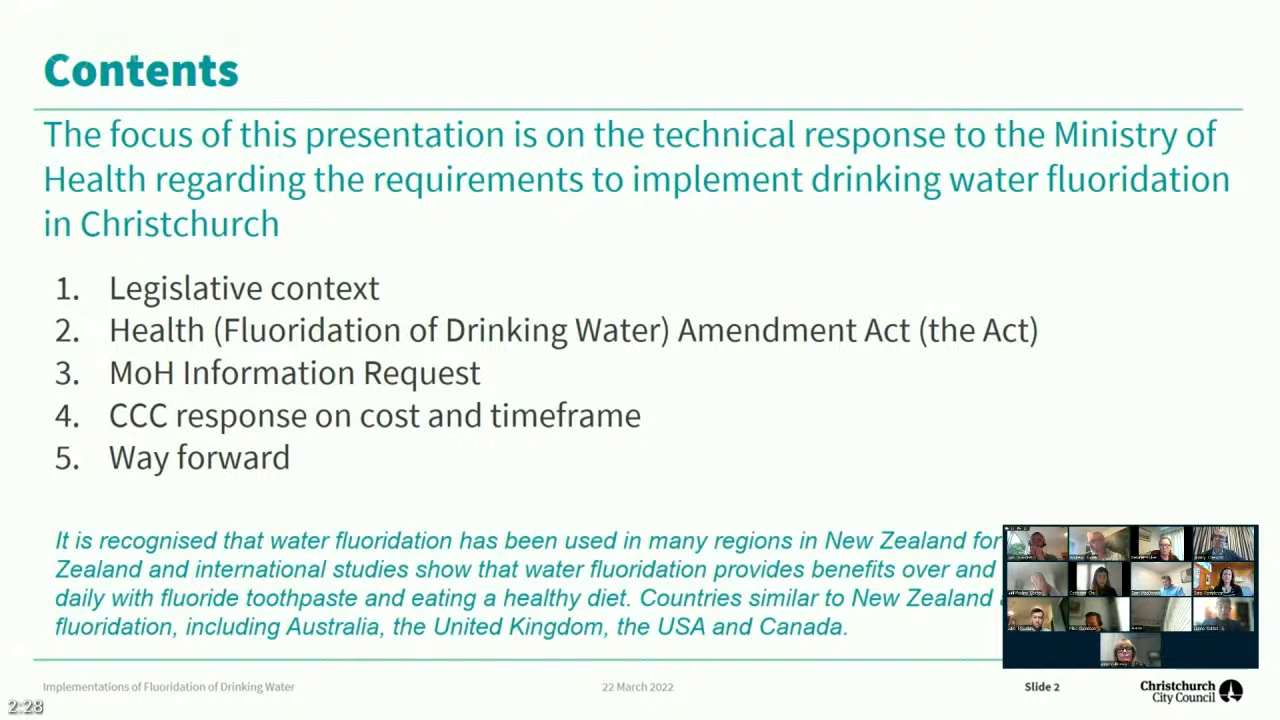 Contents
The focus of this presentation is on the technical response to the Ministry of
Health regarding the requirements to implement drinking water fluoridation
in Christchurch
1. Legislative context
2. Health (Fluoridation of Drinking Water) Amendment Act (the Act)
3. MoH Information Request
4. CCC response on cost and timeframe
5. Way forward
It is recognised that water fluoridation has been used in many regions in New Zealand for
Zealand and international studies show that water fluoridation provides benefits over and
daily with fluoride toothpaste and eating a healthy diet. Countries similar to New Zealand
fluoridation, including Australia, the United Kingdom, the USA and Canada.
Implementations of Fluoridation of Drinking Water
22 March 2022
Slide 2
Christchurch
City Council
2:28